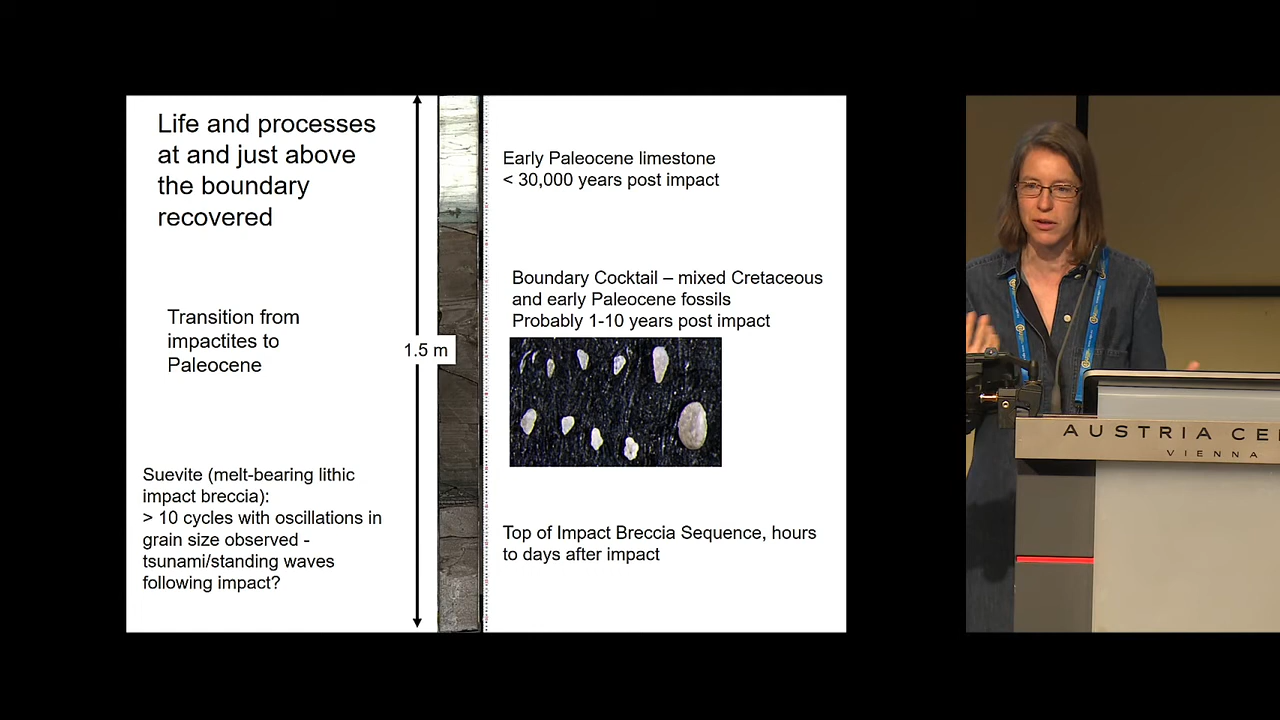 Life and processes
at and just above
the boundary
recovered
Transition from
impactites to
Paleocene
Suevite (melt-bearing lithic
impact breccia):
> 10 cycles with oscillations in
grain size observed -
tsunami/standing waves
following impact?
1.5 m
Early Paleocene limestone
< 30,000 years post impact
Boundary Cocktail – mixed Cretaceous
and early Paleocene fossils
Probably 1-10 years post impact
Top of Impact Breccia Sequence, hours
to days after impact
AUSTRIA CE
VIENNA